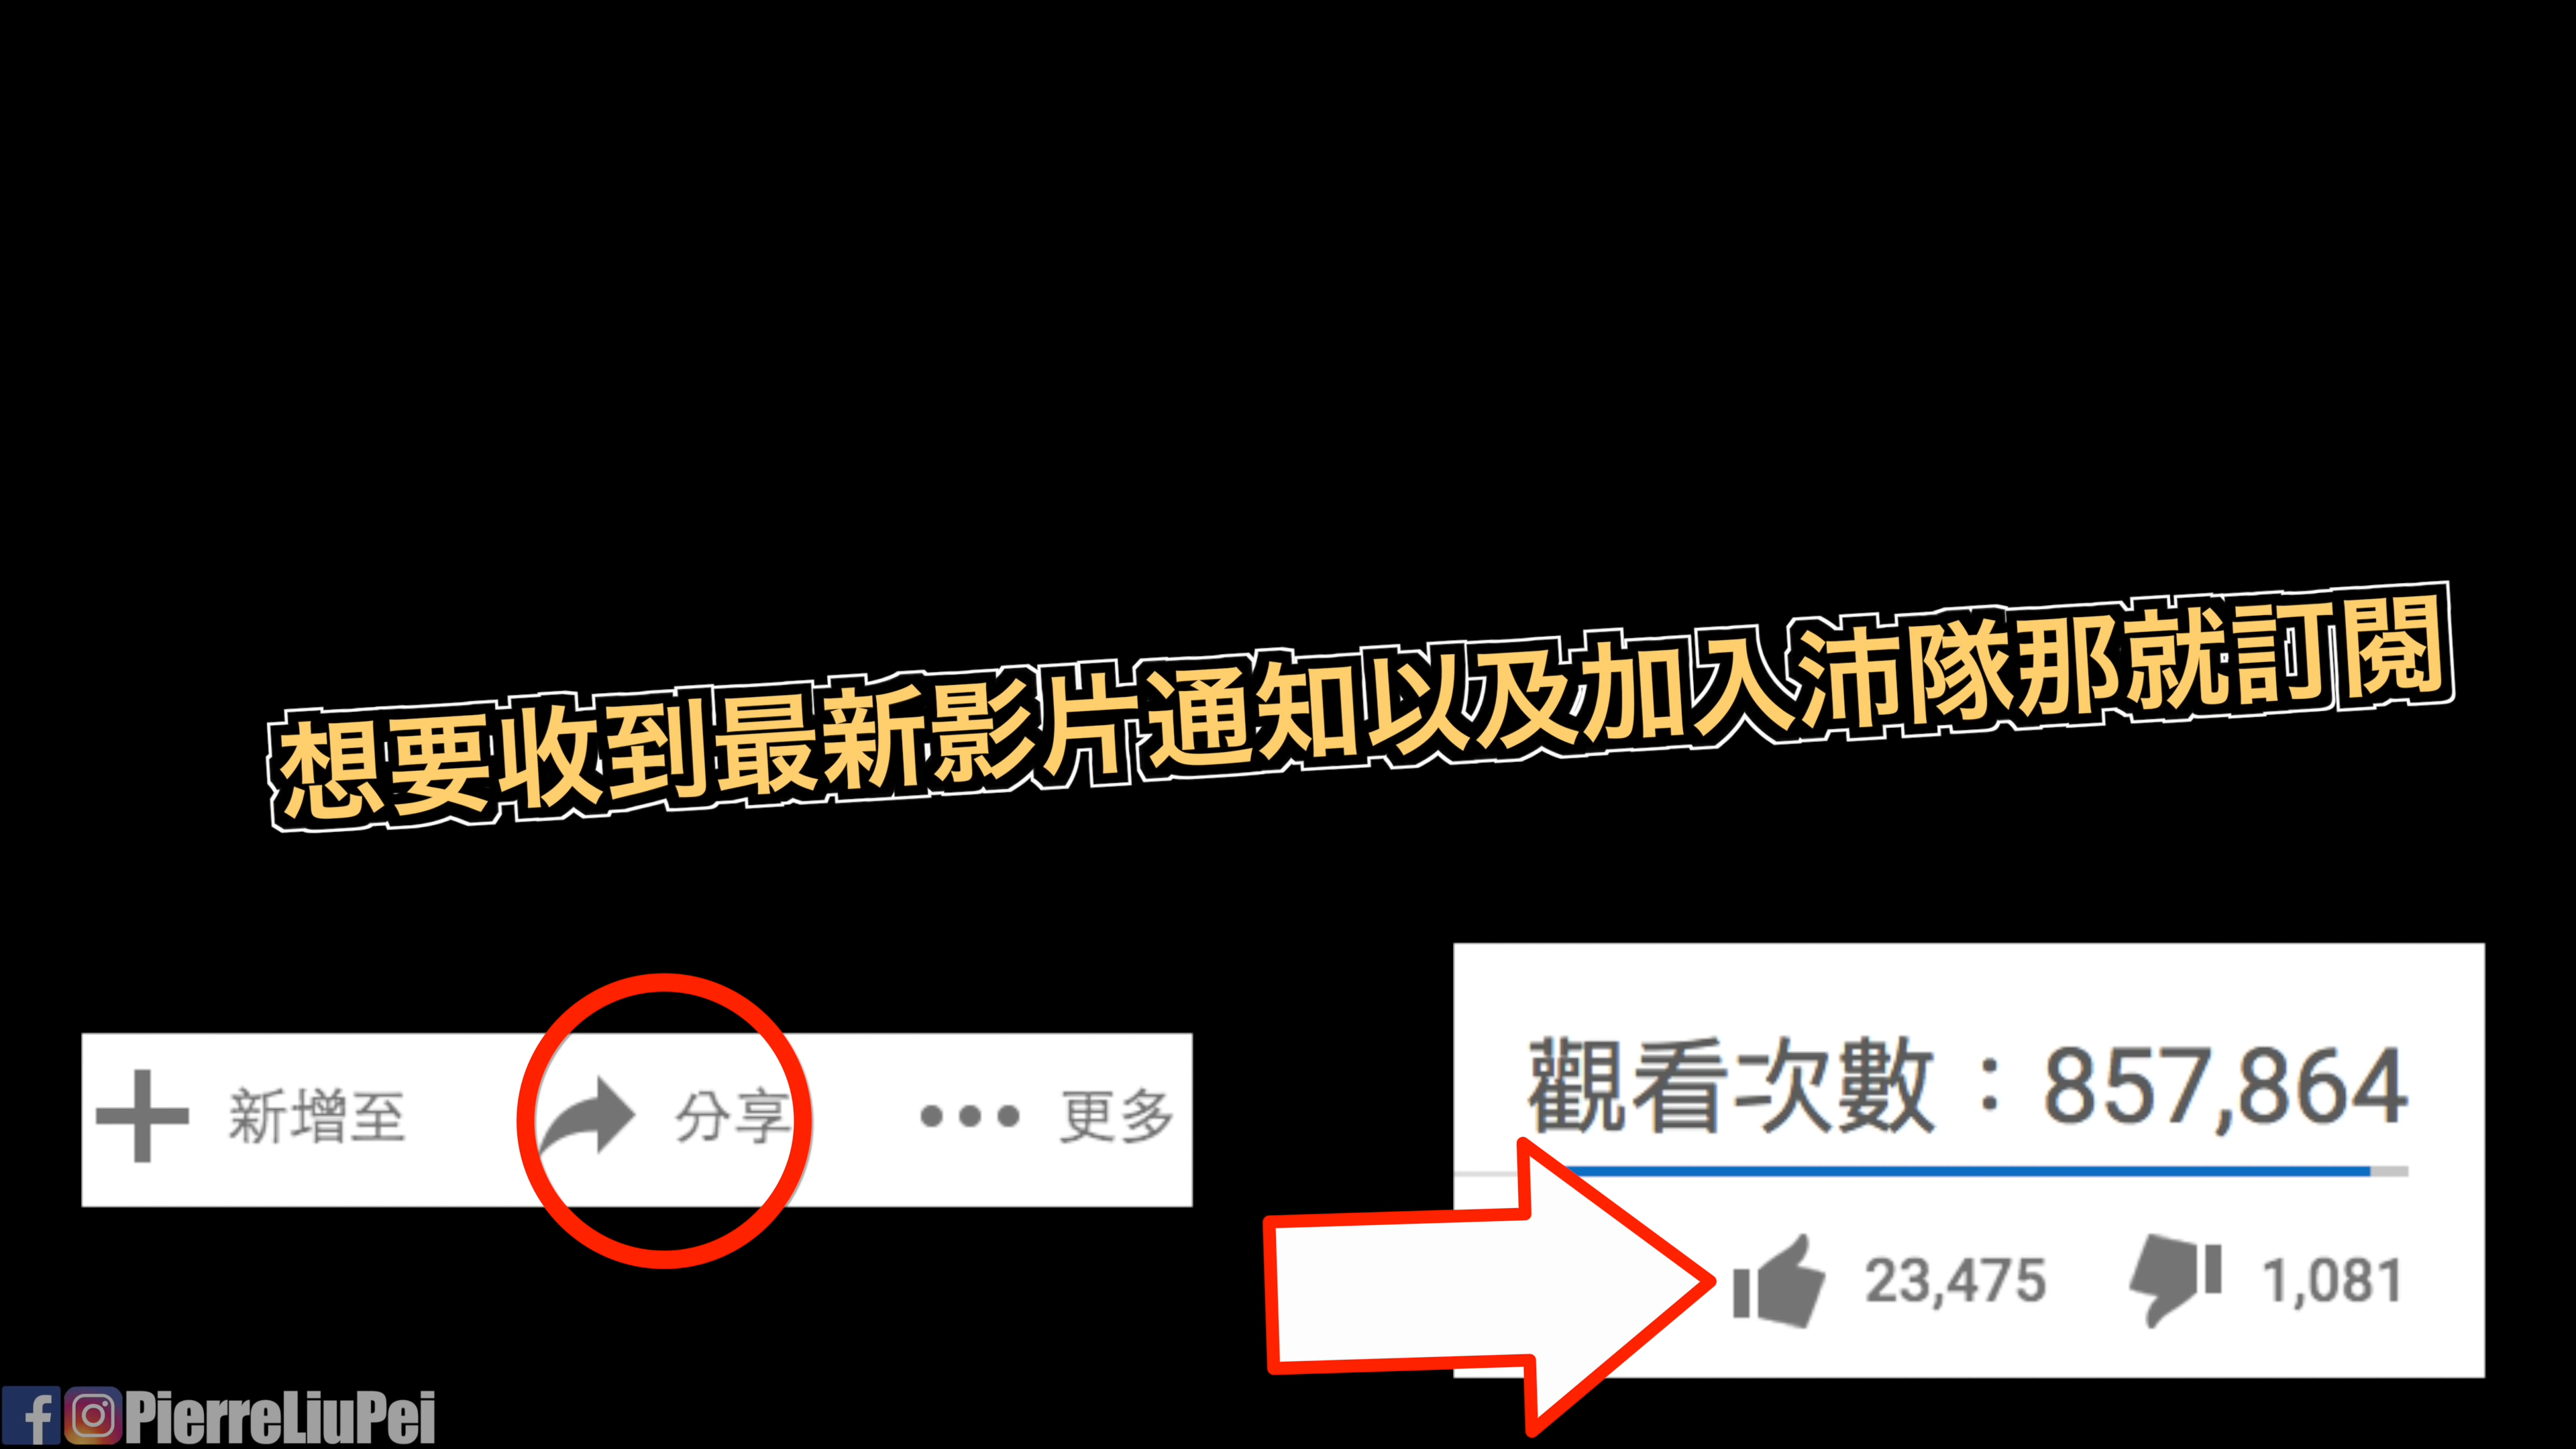 想要收到最新影片通知以及加入沛隊那就訂閱
新增至 分享 更多
觀看次數：857,864
23,475 1,081
PierreLiuPei